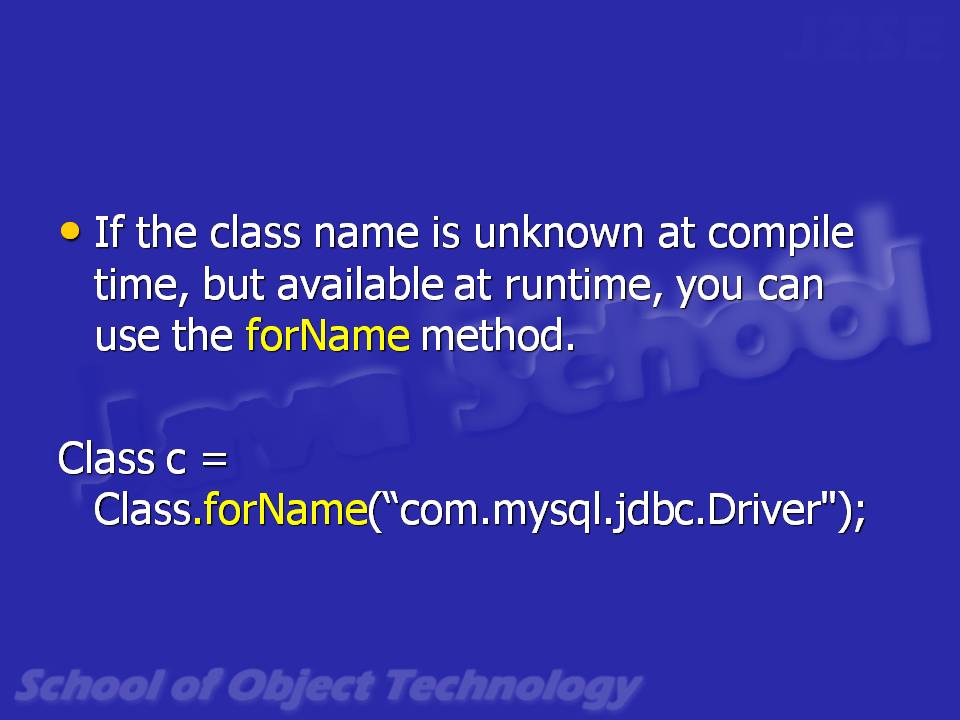 J2SE
• If the class name is unknown at compile
time, but available at runtime, you can
use the forName method.
Java School
Class c =
Class.forName(“com.mysql.jdbc.Driver");
School of Object Technology